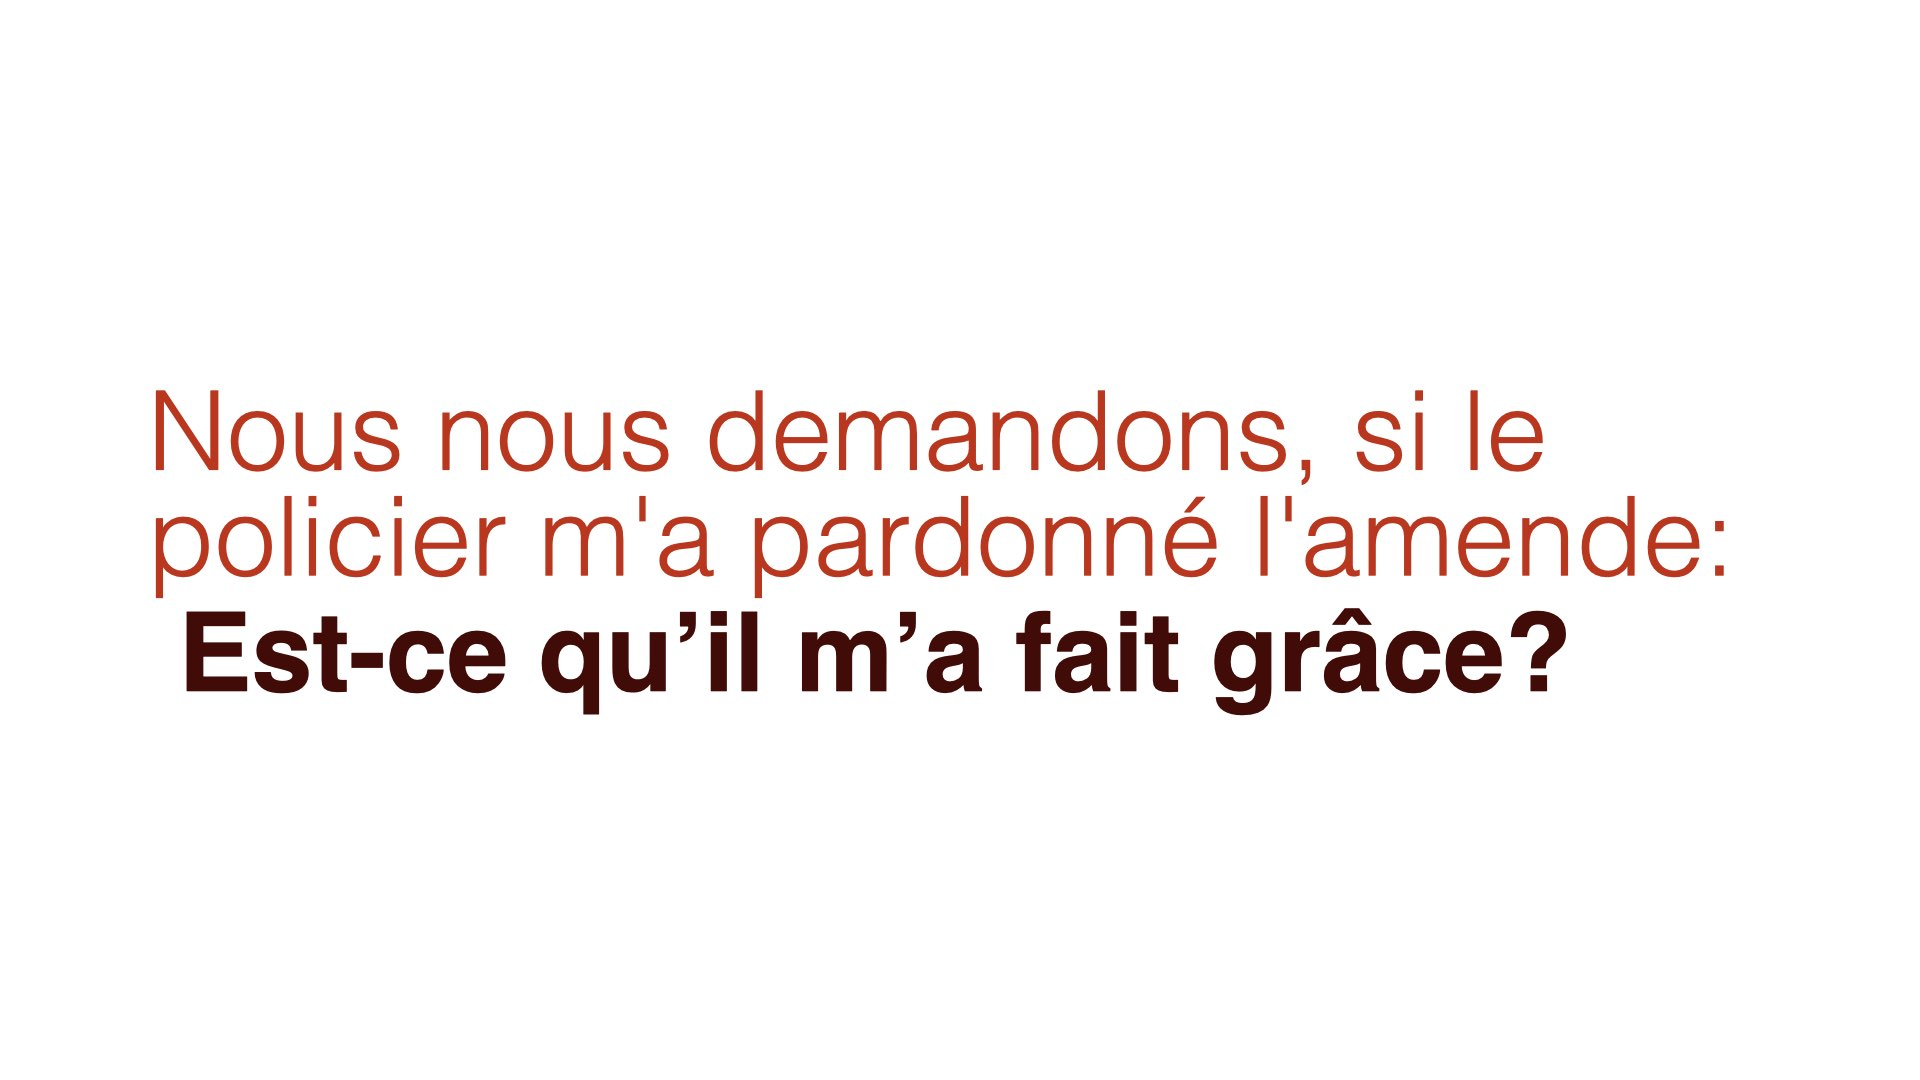 Nous nous demandons, si le
policier m'a pardonné l'amende:
Est-ce qu’il m’a fait grâce?